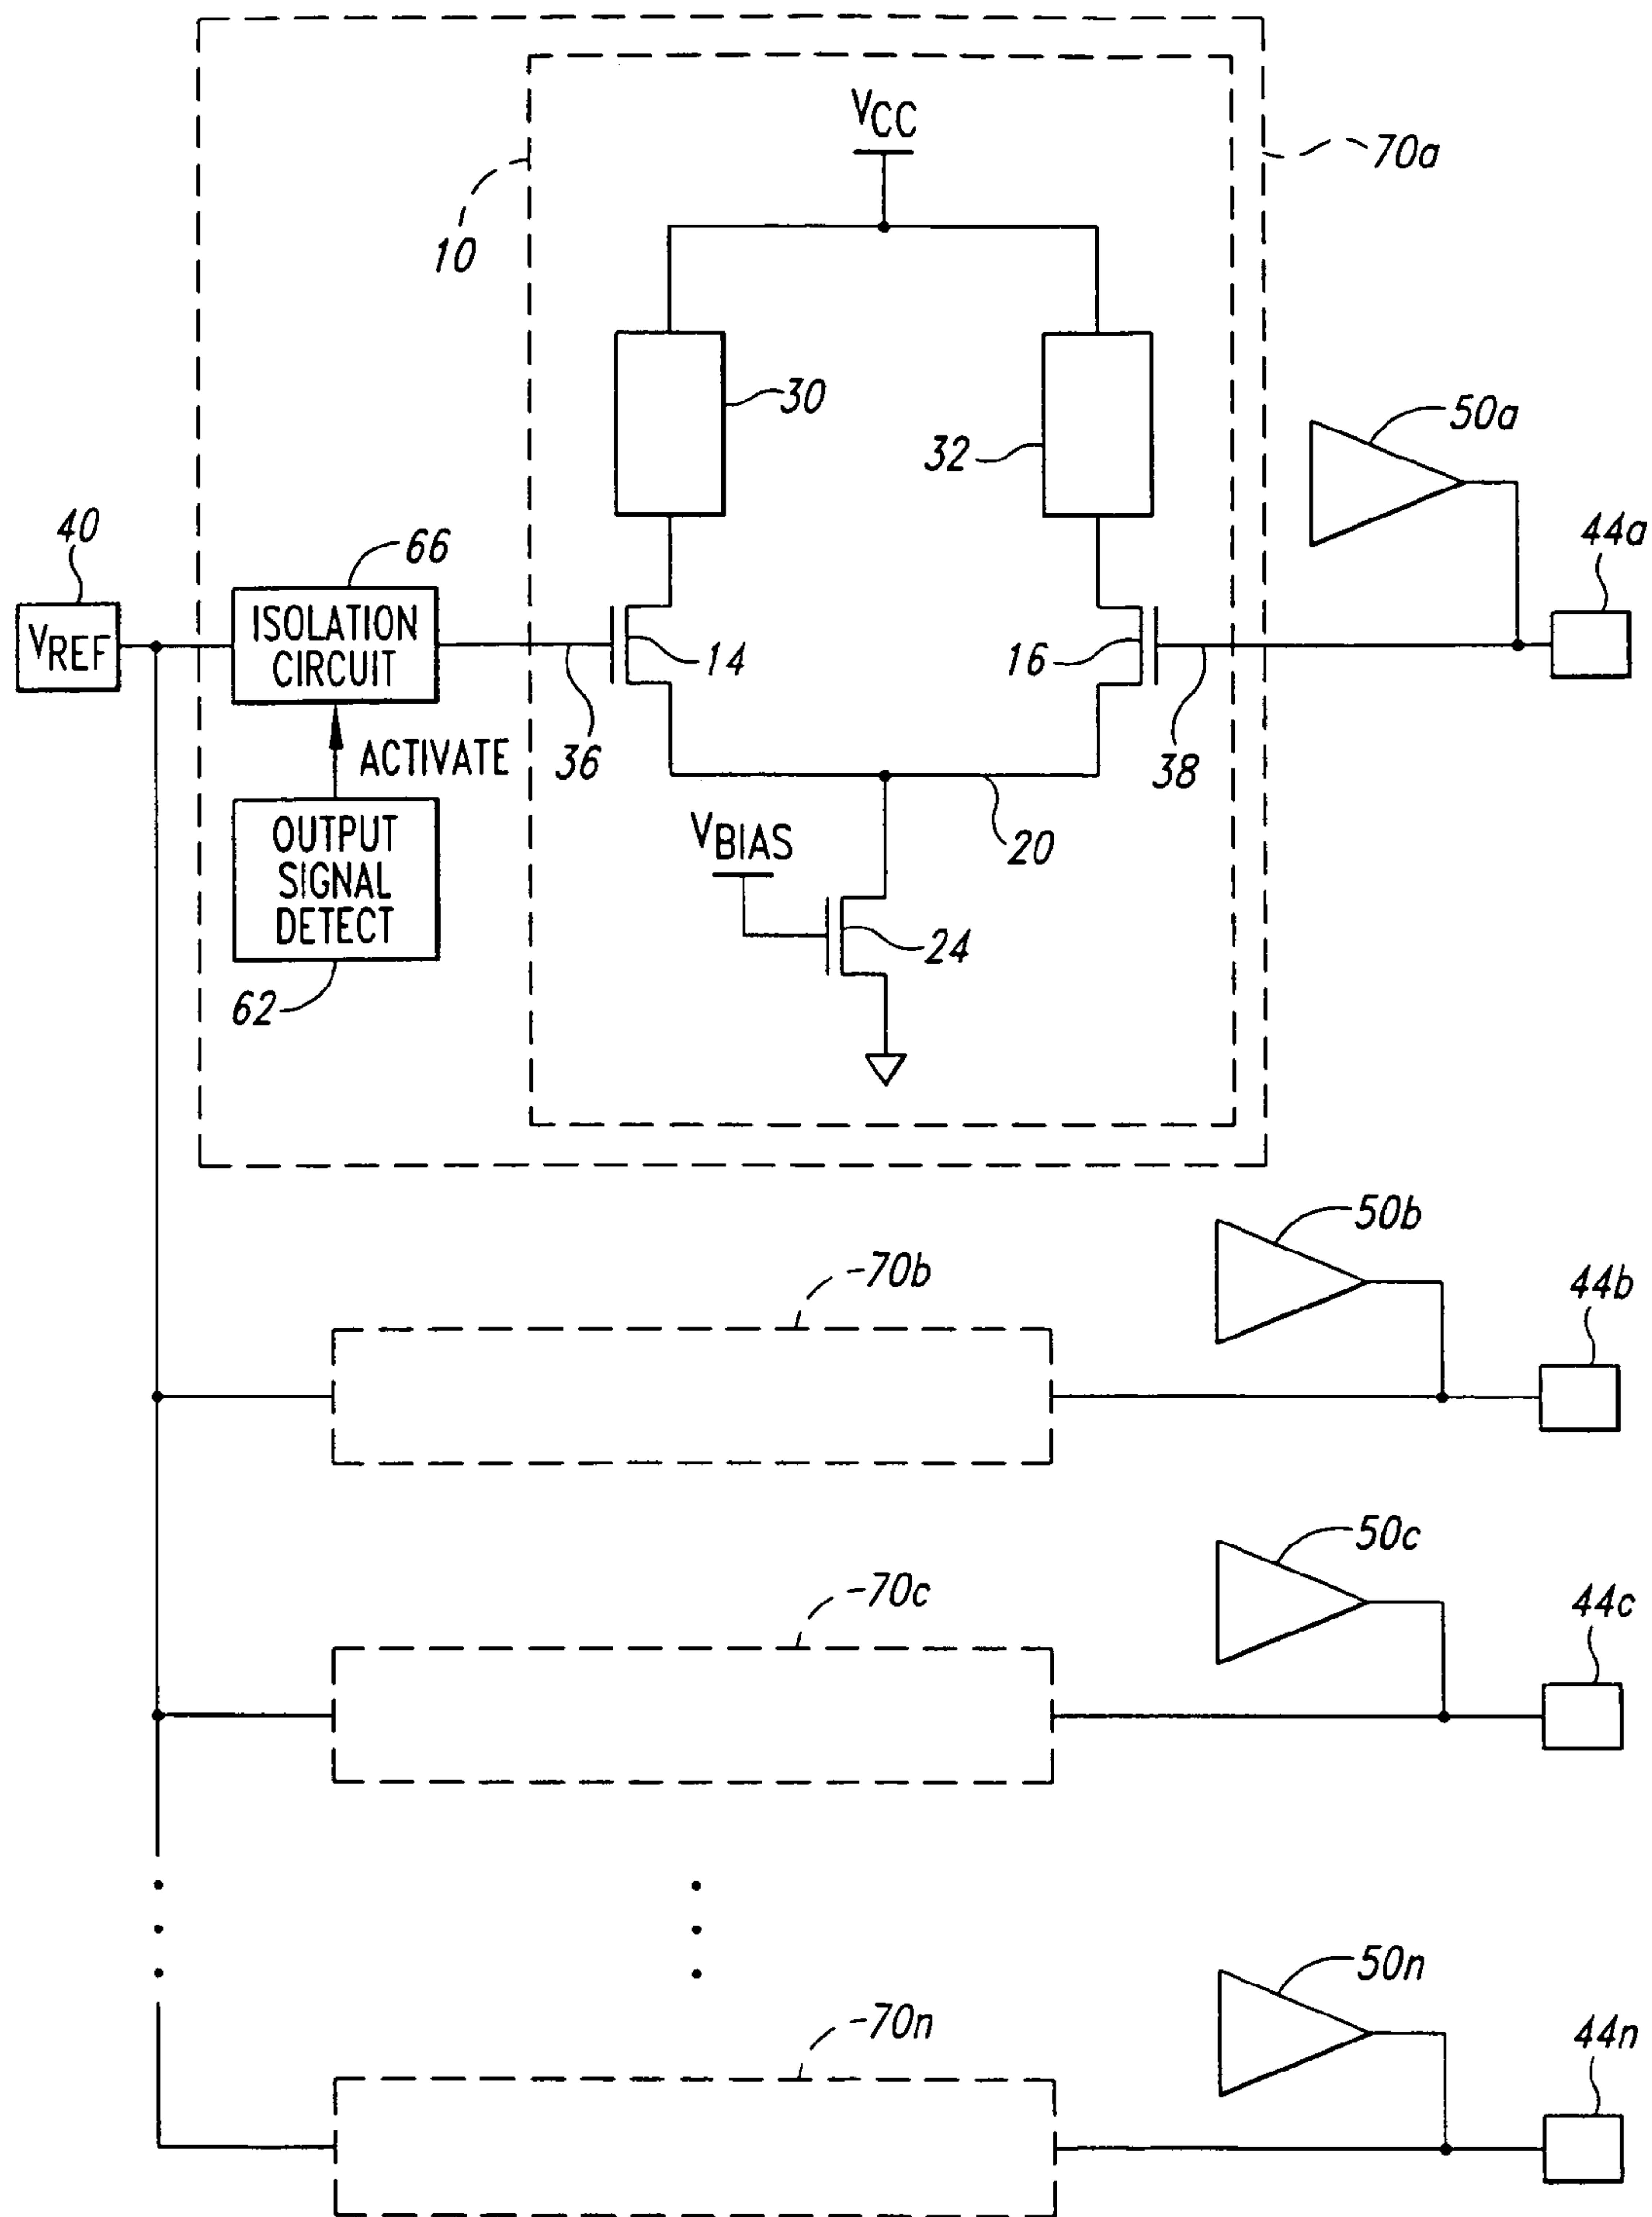 VCC
70a
10
30
32
50a
40
66
44a
VREF
ISOLATION
CIRCUIT
14
16
36
38
ACTIVATE
20
OUTPUT
SIGNAL
DETECT
VBIAS
24
62
50b
70b
44b
50c
70c
44c
50n
70n
44n